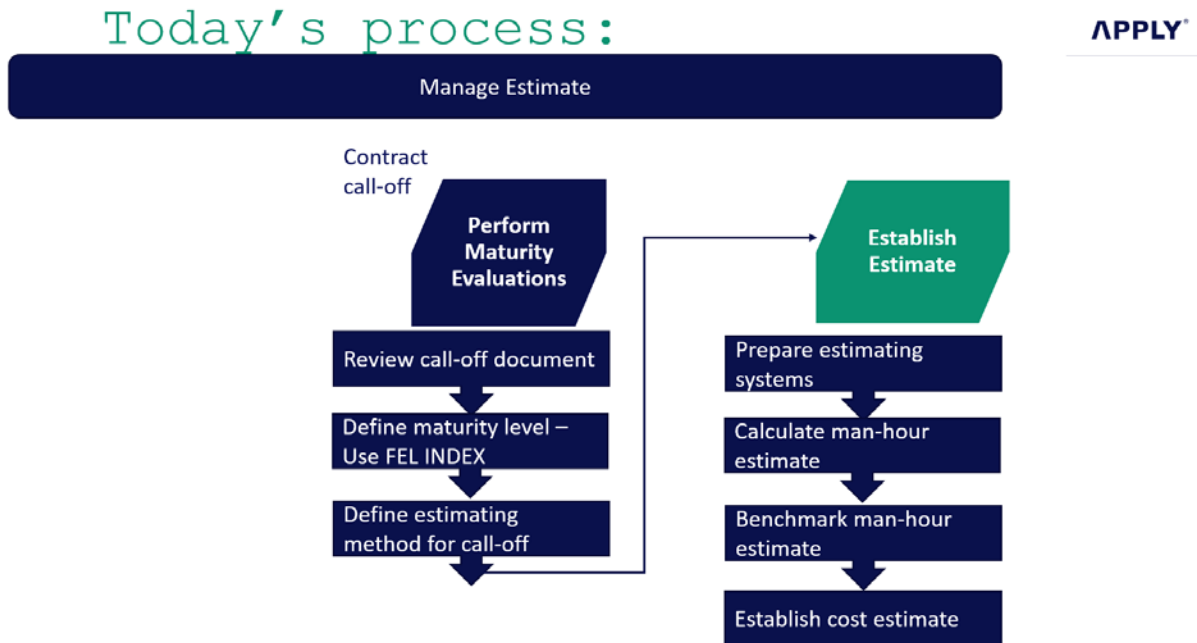 Today's process:
APPLY®
Manage Estimate
Contract
call-off
Perform
Maturity
Evaluations
Review call-off document
Define maturity level –
Use FEL INDEX
Define estimating
method for call-off
Establish
Estimate
Prepare estimating
systems
Calculate man-hour
estimate
Benchmark man-hour
estimate
Establish cost estimate